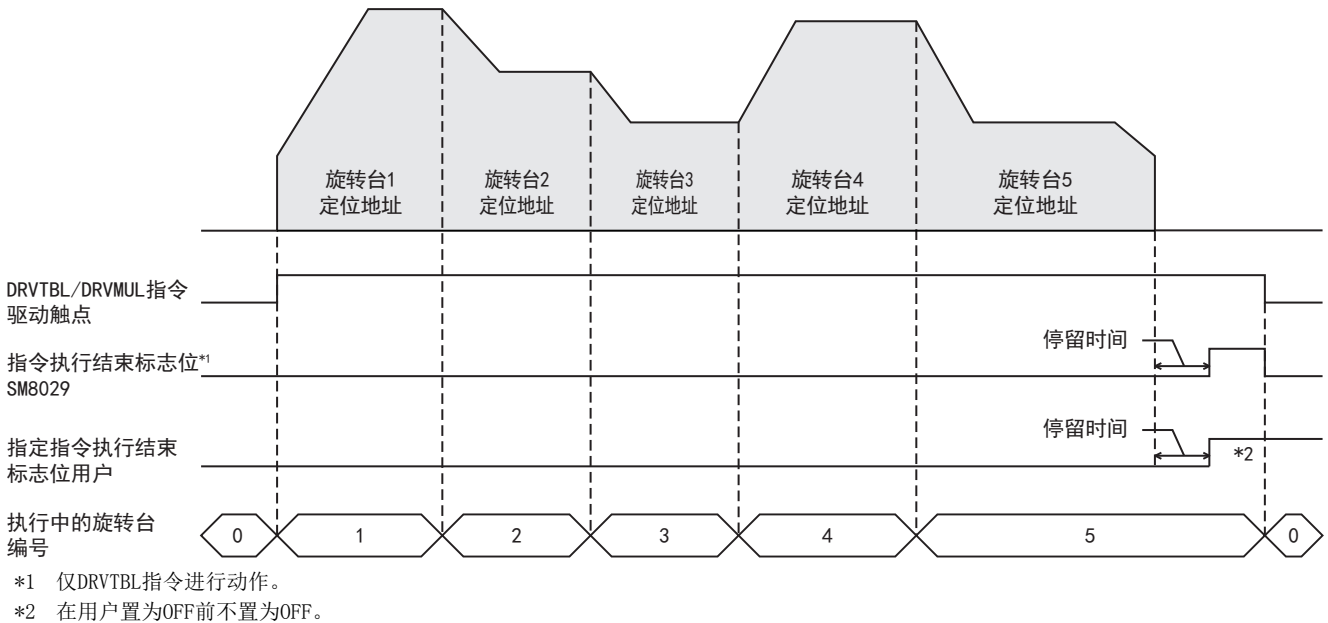 旋转台1
定位地址
旋转台2
定位地址
旋转台3
定位地址
旋转台4
定位地址
旋转台5
定位地址
DRVTBL/DRVMUL指令
驱动触点
停留时间
指令执行结束标志位*1
SM8029
停留时间
指定指令执行结束
标志位用户
*2
执行中的旋转台
编号
0 1 2 3 4 5 0
*1 仅DRVTBL指令进行动作。
*2 在用户置为OFF前不置为OFF。